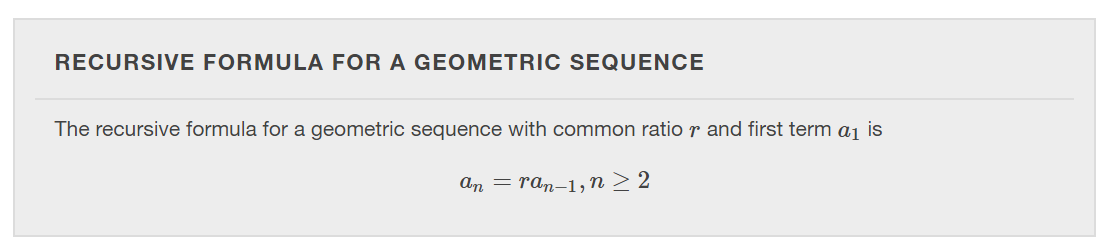 RECURSIVE FORMULA FOR A GEOMETRIC SEQUENCE
The recursive formula for a geometric sequence with common ratio r and first term a₁ is
aₙ = raₙ₋₁, n ≥ 2